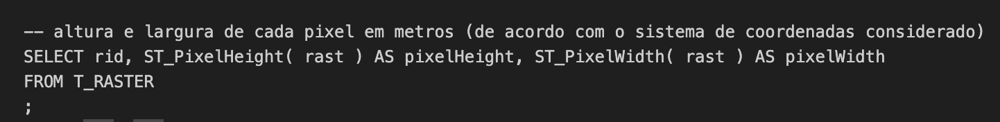 -- altura e largura de cada pixel em metros (de acordo com o sistema de coordenadas considerado)
SELECT rid, ST_PixelHeight( rast ) AS pixelHeight, ST_PixelWidth( rast ) AS pixelWidth
FROM T_RASTER
;